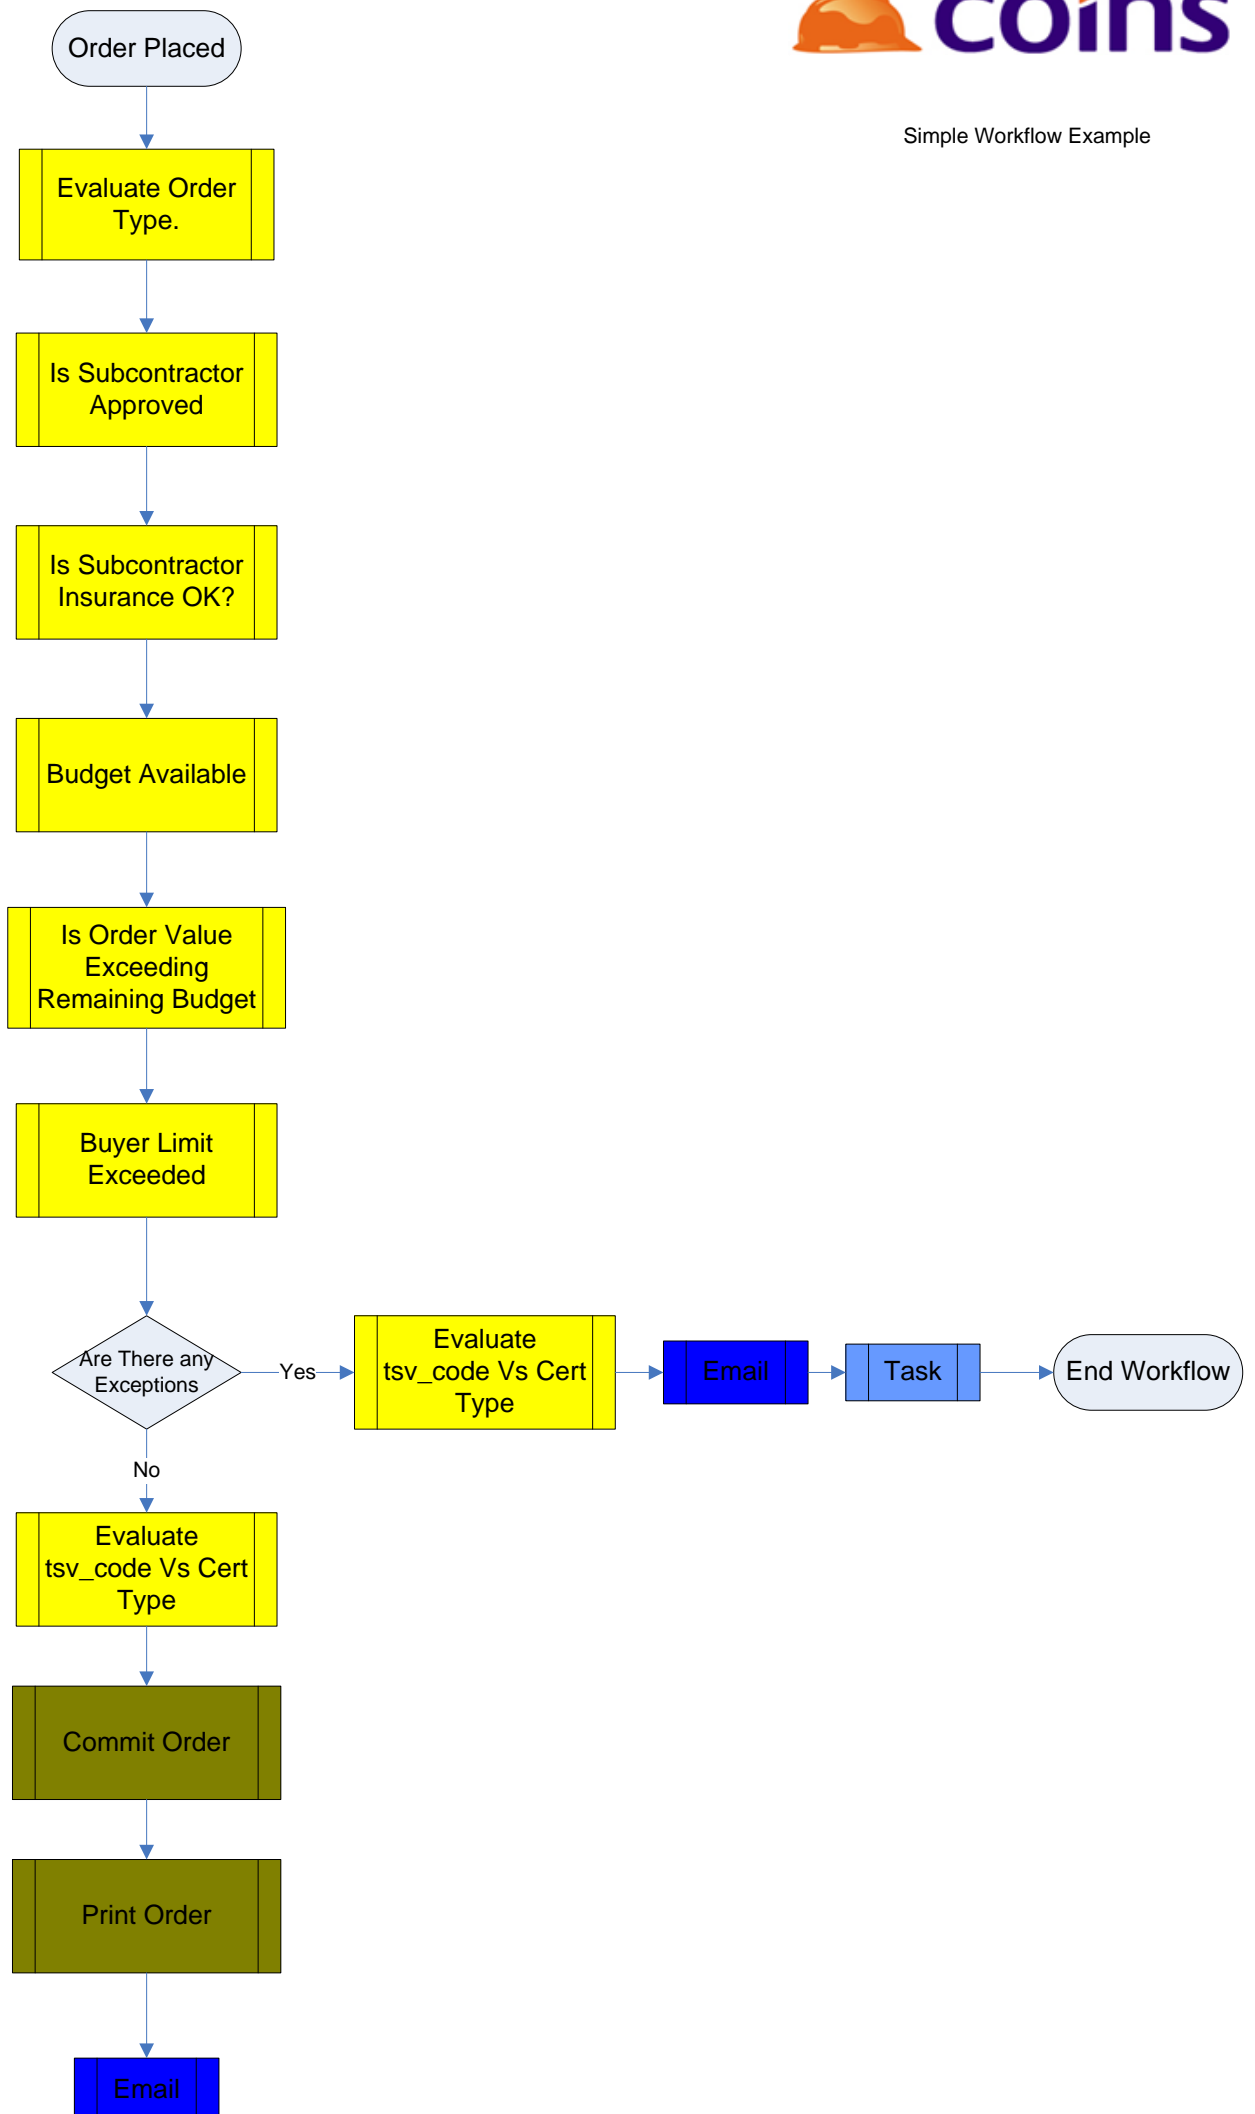 coins
Simple Workflow Example
Order Placed
Evaluate Order
Type.
Is Subcontractor
Approved
Is Subcontractor
Insurance OK?
Budget Available
Is Order Value
Exceeding
Remaining Budget
Buyer Limit
Exceeded
Are There any
Exceptions
Yes
Evaluate
tsv_code Vs Cert
Type
Email
Task
End Workflow
No
Evaluate
tsv_code Vs Cert
Type
Commit Order
Print Order
Email